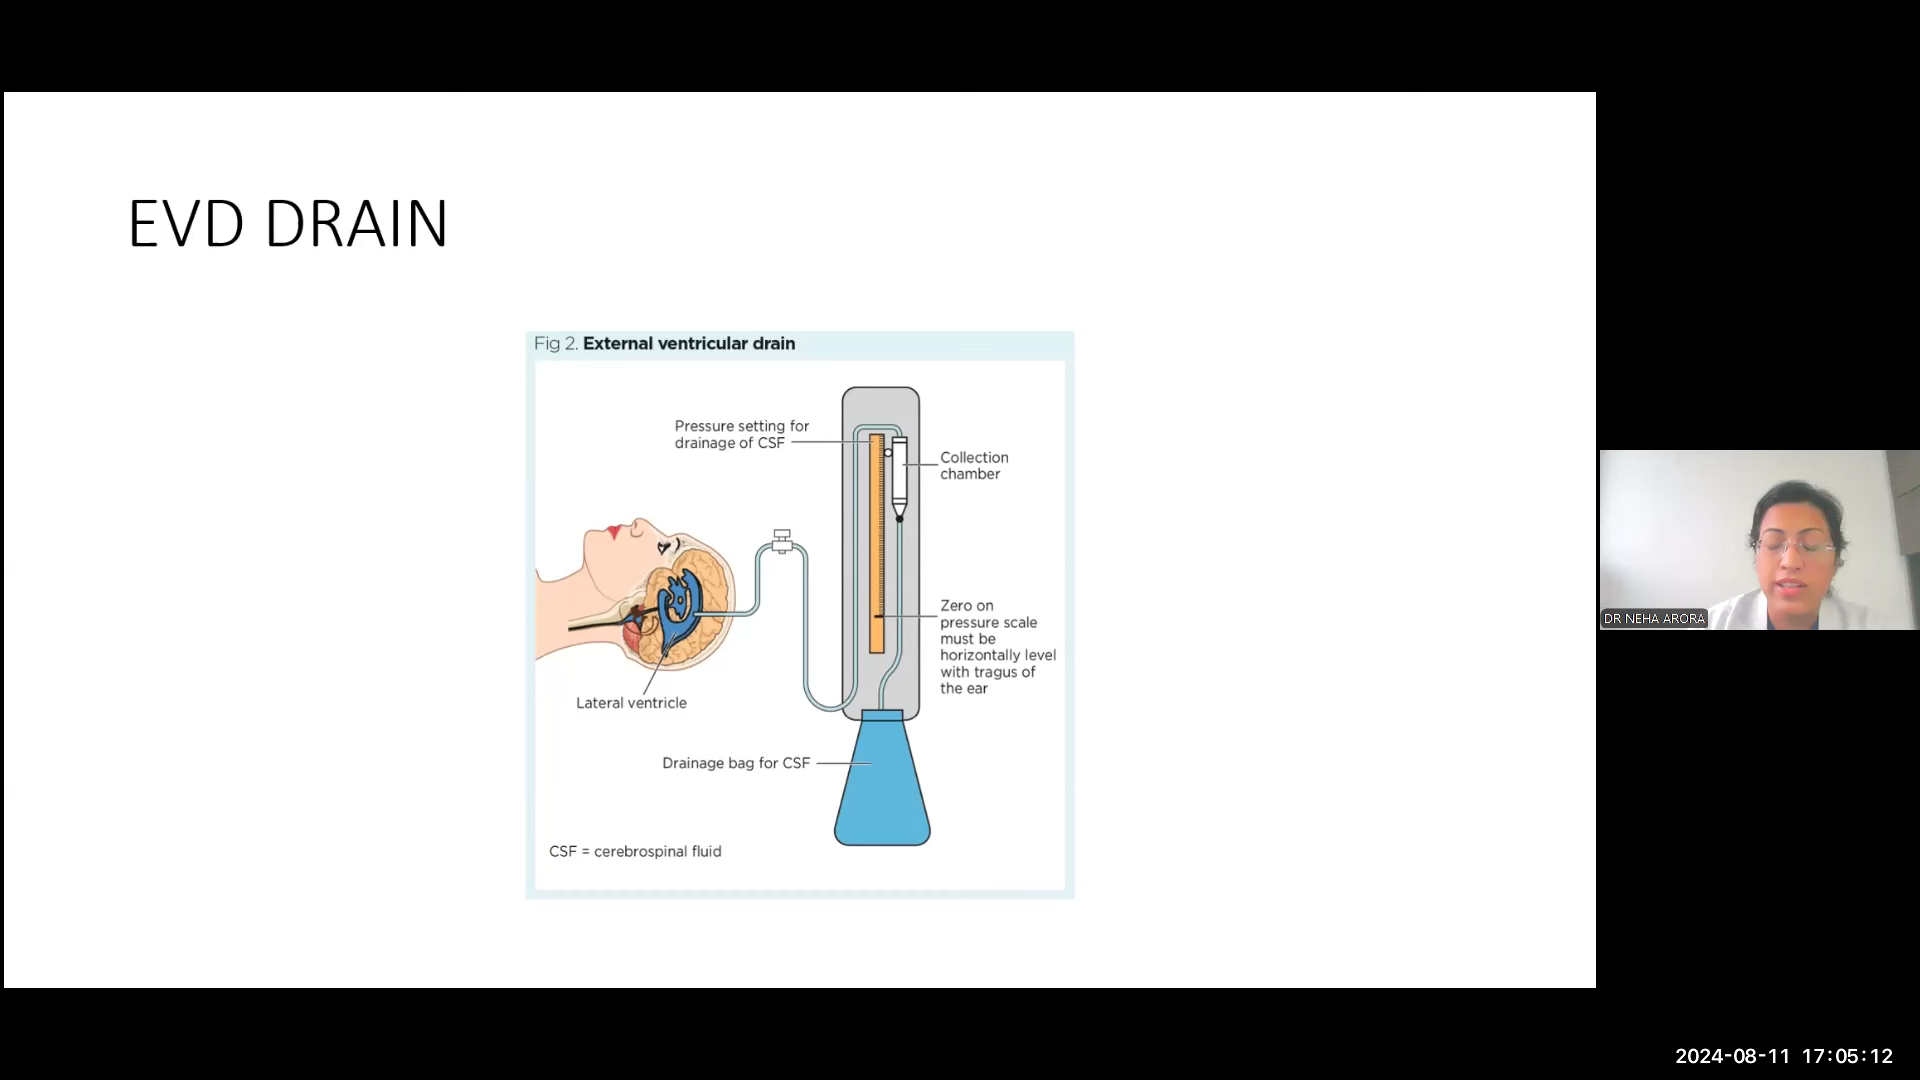 EVD DRAIN
Fig 2. External ventricular drain
Pressure setting for
drainage of CSF
Collection
chamber
Zero on
pressure scale
must be
horizontally level
with tragus of
the ear
Lateral ventricle
Drainage bag for CSF
CSF = cerebrospinal fluid
DR NEHA ARORA
2024-08-11 17:05:12